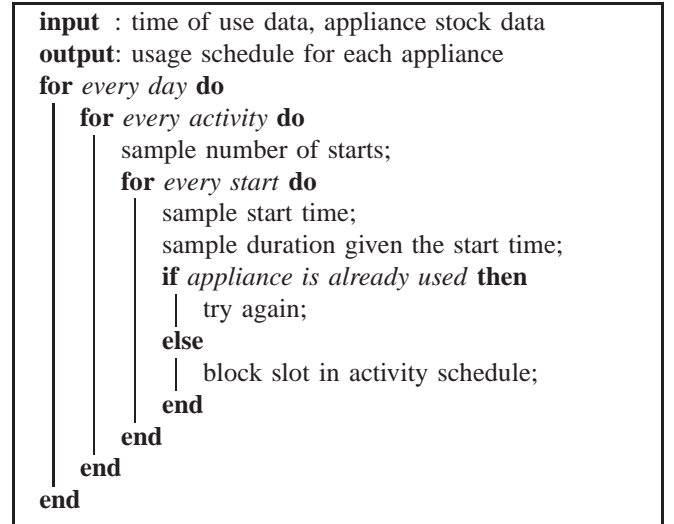 input : time of use data, appliance stock data
output: usage schedule for each appliance
for every day do
for every activity do
sample number of starts;
for every start do
sample start time;
sample duration given the start time;
if appliance is already used then
try again;
else
block slot in activity schedule;
end
end
end
end